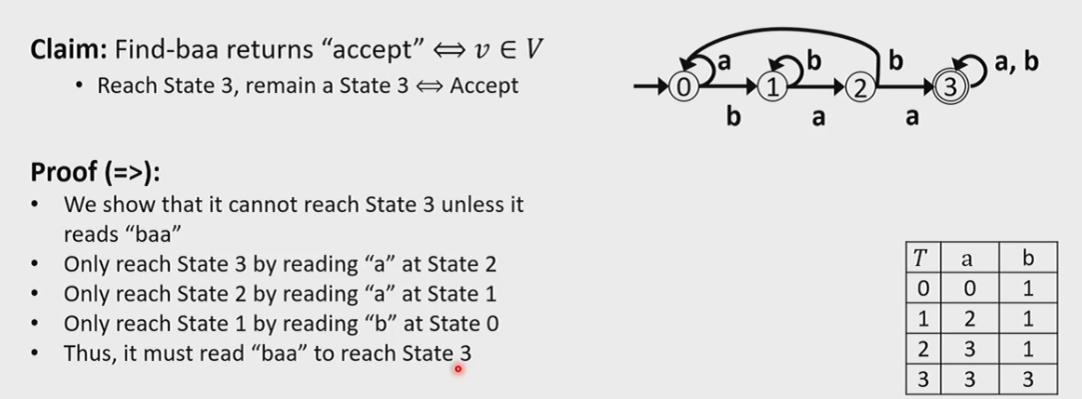 Claim: Find-baa returns “accept” ⟺ v ∈ V
• Reach State 3, remain a State 3 ⟺ Accept
a b b a, b
0 1 2 3
b a a
Proof (=>):
• We show that it cannot reach State 3 unless it
reads “baa”
• Only reach State 3 by reading “a” at State 2
• Only reach State 2 by reading “a” at State 1
• Only reach State 1 by reading “b” at State 0
• Thus, it must read “baa” to reach State 3
T a b
0 0 1
1 2 1
2 3 1
3 3 3